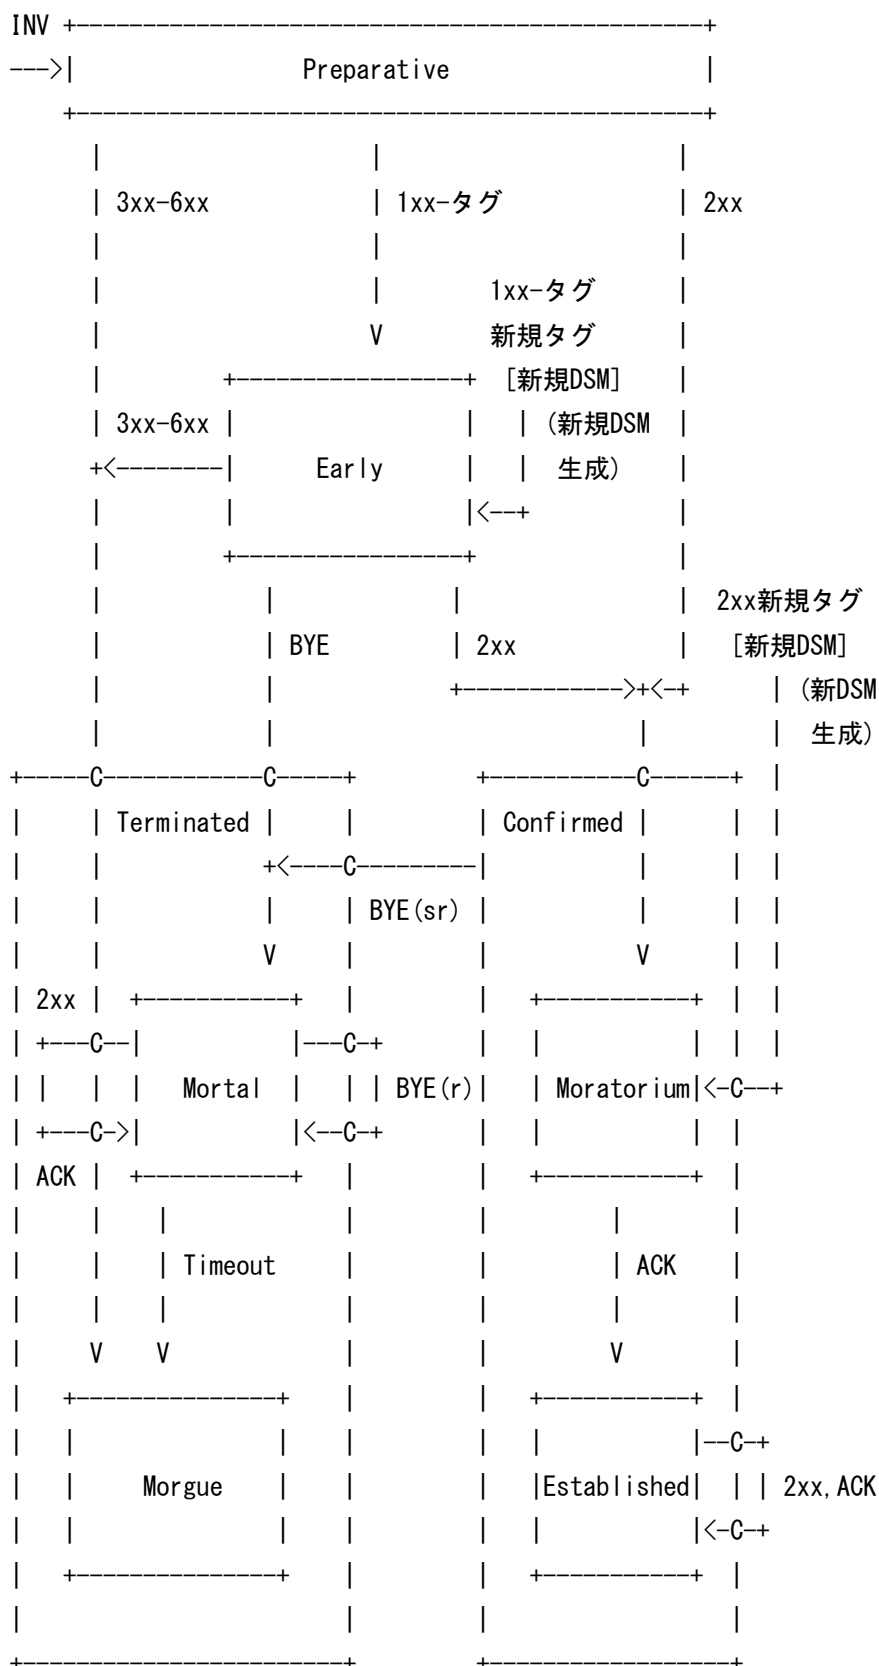 INV
---> Preparative
3xx-6xx 1xx-タグ 2xx
1xx-タグ
新規タグ
[新規DSM]
3xx-6xx (新規DSM
Early 生成)
2xx新規タグ
BYE 2xx [新規DSM]
(新DSM
生成)
C C C
Terminated Confirmed
C
BYE(sr)
2xx
C C
Mortal BYE(r) Moratorium C
C C
ACK
Timeout ACK
C
Morgue Established 2xx,ACK
C